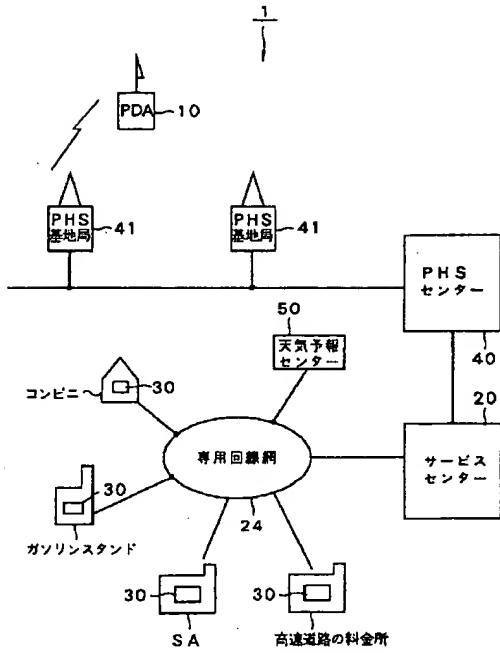 1
PDA
10
PHS
基地局
41
PHS
基地局
41
PHS
センター
40
50
天気予報
センター
20
コンビニ
30
専用回線網
サービス
センター
30
24
ガソリンスタンド
30
SA
30
高速道路の料金所